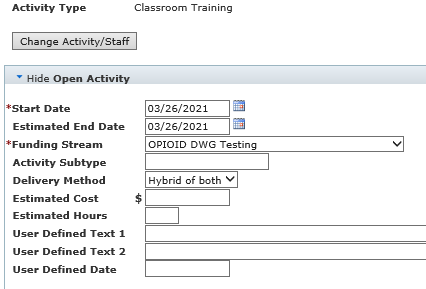 Activity Type Classroom Training
Change Activity/Staff
Hide Open Activity
*Start Date 03/26/2021
Estimated End Date 03/26/2021
*Funding Stream OPIOID DWG Testing
Activity Subtype
Delivery Method Hybrid of both
Estimated Cost $
Estimated Hours
User Defined Text 1
User Defined Text 2
User Defined Date